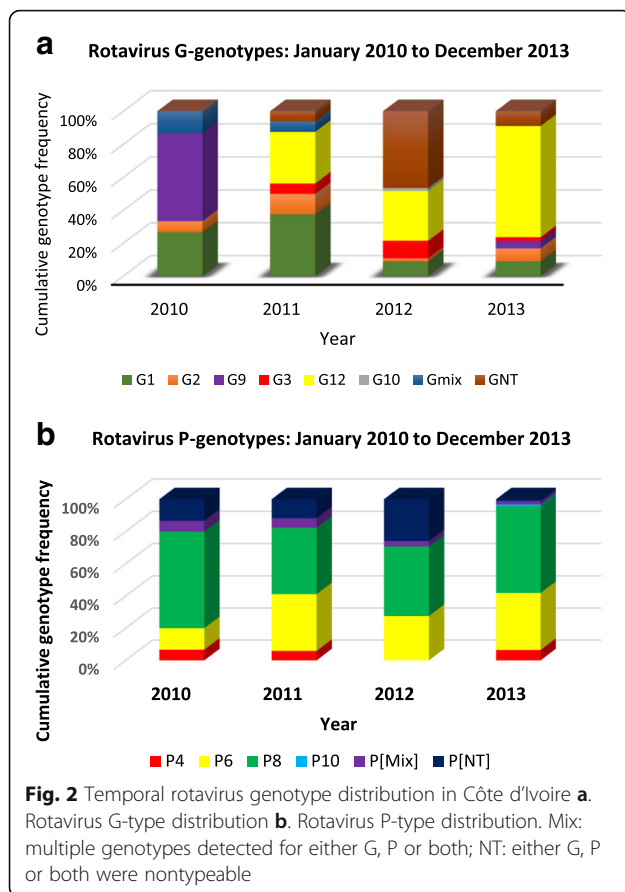 a
Rotavirus G-genotypes: January 2010 to December 2013
Cumulative genotype frequency
100%
80%
60%
40%
20%
0%
2010 2011 2012 2013
Year
G1 G2 G9 G3 G12 G10 Gmix GNT
b
Rotavirus P-genotypes: January 2010 to December 2013
Cumulative genotype frequency
100%
80%
60%
40%
20%
0%
2010 2011 2012 2013
Year
P4 P6 P8 P10 P[Mix] P[NT]
Fig. 2 Temporal rotavirus genotype distribution in Côte d'Ivoire a.
Rotavirus G-type distribution b. Rotavirus P-type distribution. Mix:
multiple genotypes detected for either G, P or both; NT: either G, P
or both were nontypeable